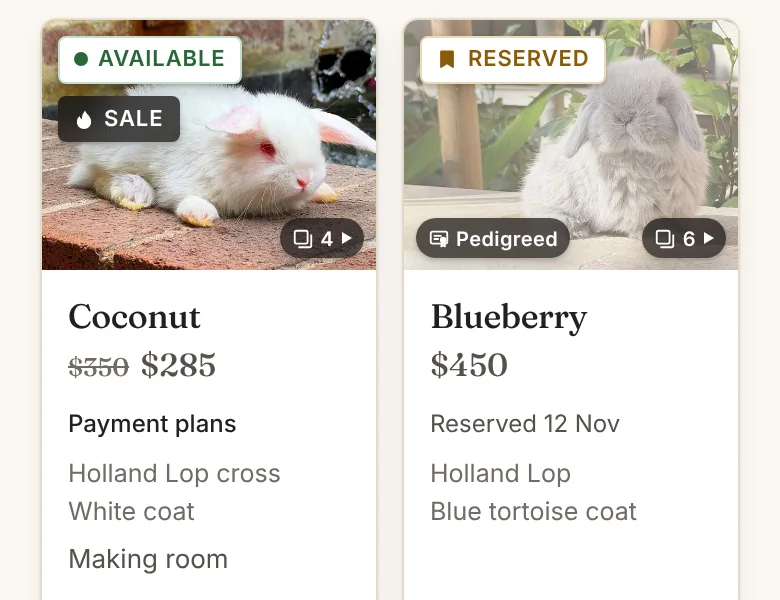 AVAILABLE
SALE
4
Coconut
$350 $285
Payment plans
Holland Lop cross
White coat
Making room
RESERVED
Pedigreed
6
Blueberry
$450
Reserved 12 Nov
Holland Lop
Blue tortoise coat